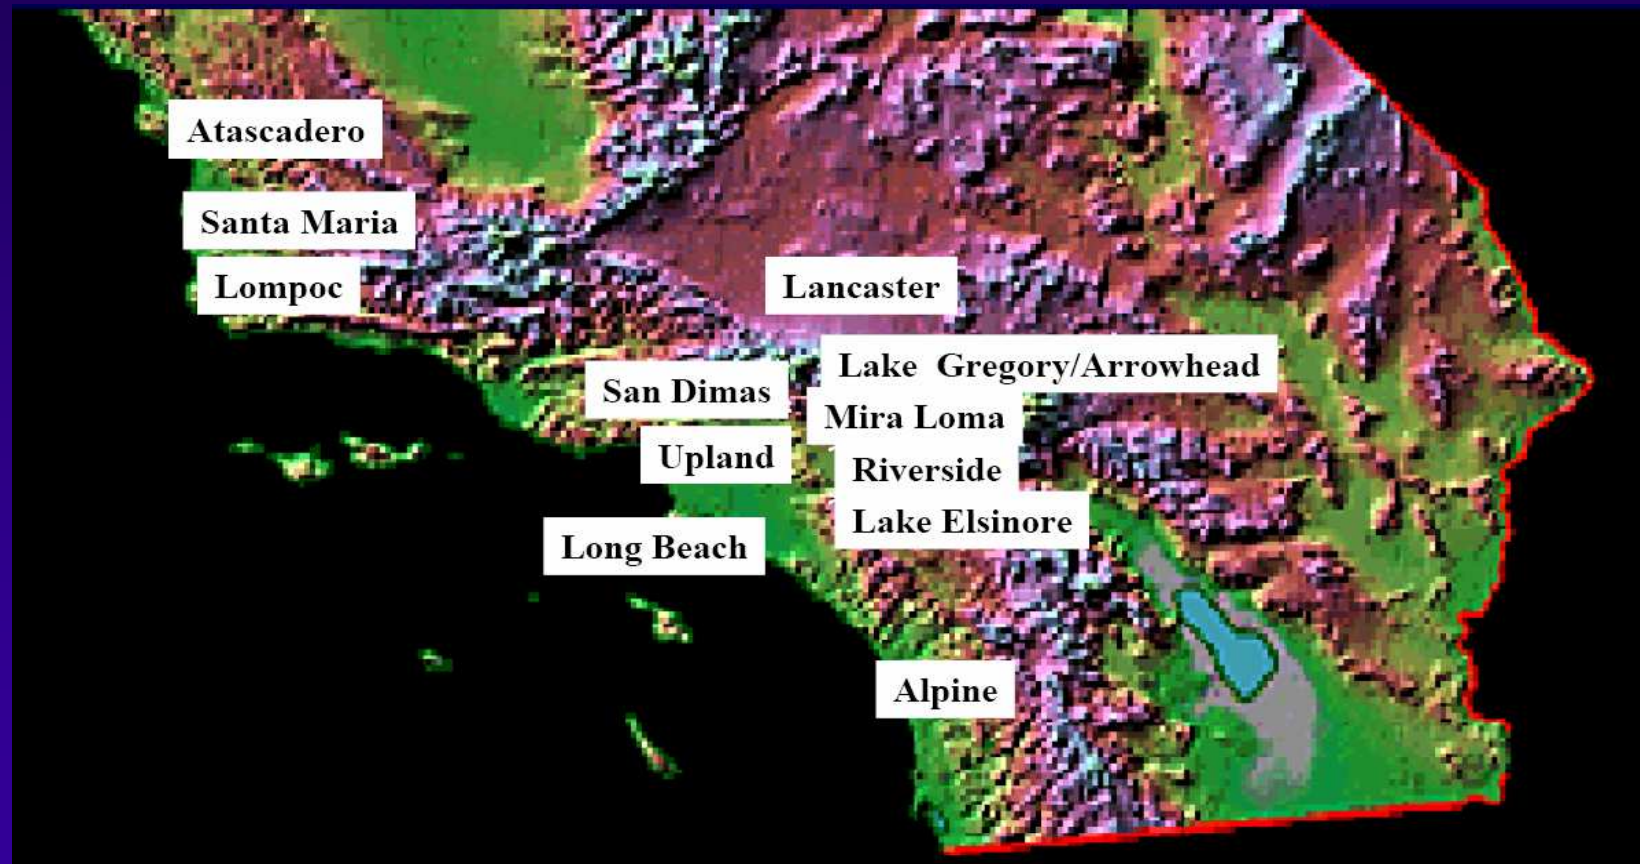 Atascadero
Santa Maria
Lompoc
Lancaster
Lake Gregory/Arrowhead
San Dimas
Mira Loma
Upland
Riverside
Lake Elsinore
Long Beach
Alpine